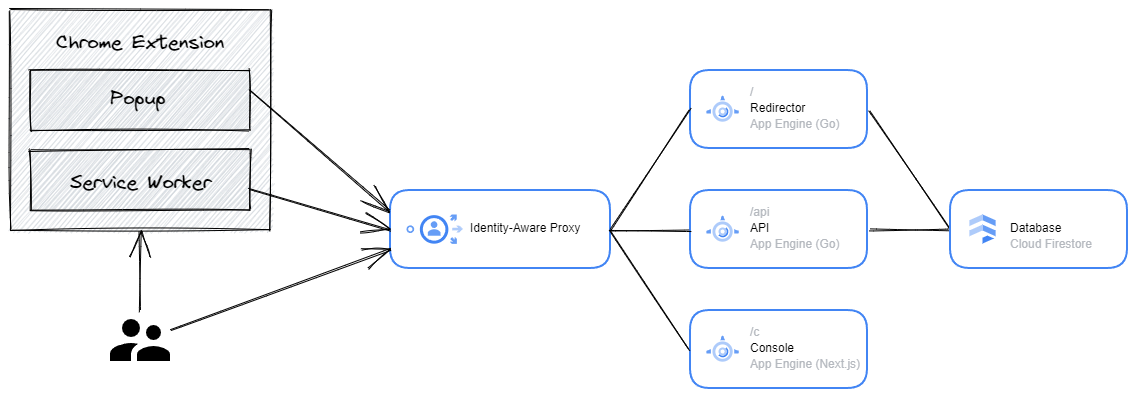 Chrome Extension
Popup
Service Worker
Identity-Aware Proxy
/
Redirector
App Engine (Go)
/api
API
App Engine (Go)
/c
Console
App Engine (Next.js)
Database
Cloud Firestore